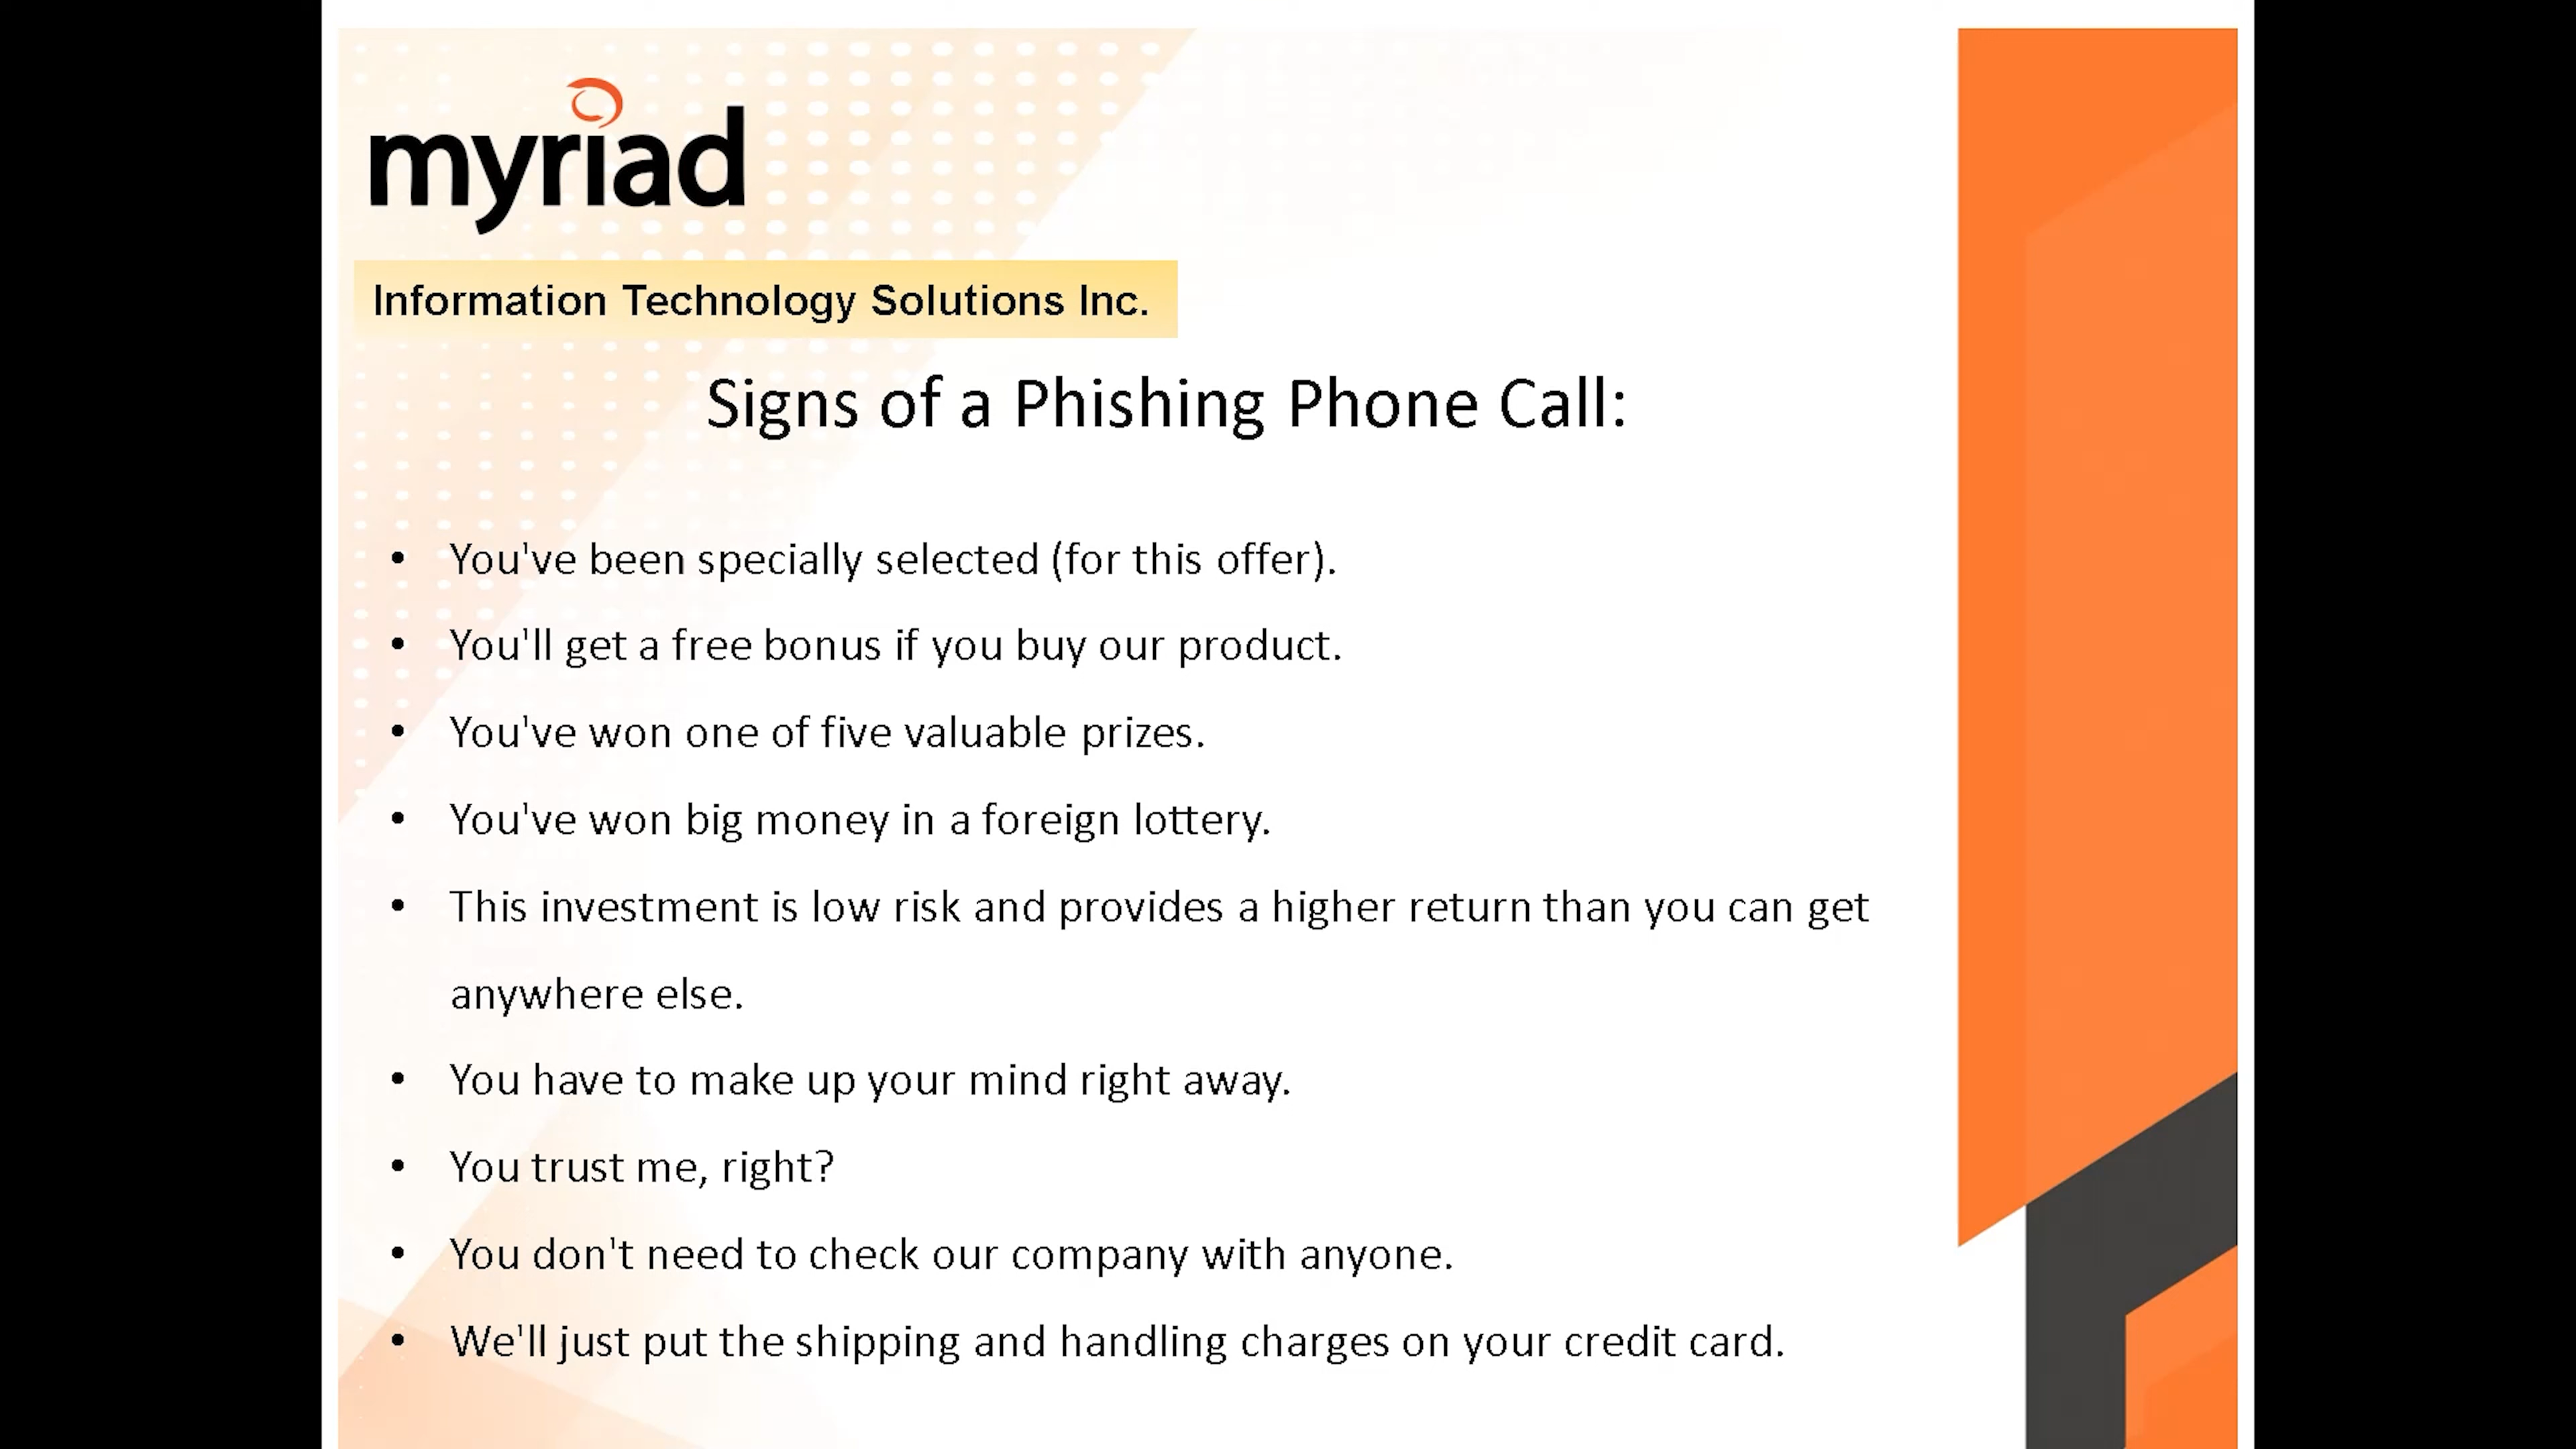 myriad
Information Technology Solutions Inc.
Signs of a Phishing Phone Call:
• You've been specially selected (for this offer).
• You'll get a free bonus if you buy our product.
• You've won one of five valuable prizes.
• You've won big money in a foreign lottery.
• This investment is low risk and provides a higher return than you can get
anywhere else.
• You have to make up your mind right away.
• You trust me, right?
• You don't need to check our company with anyone.
• We'll just put the shipping and handling charges on your credit card.